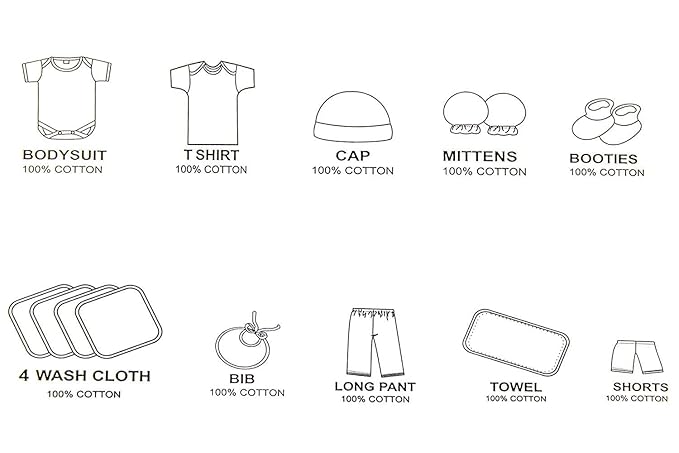 BODYSUIT
100% COTTON
T SHIRT
100% COTTON
CAP
100% COTTON
MITTENS
100% COTTON
BOOTIES
100% COTTON
4 WASH CLOTH
100% COTTON
BIB
100% COTTON
LONG PANT
100% COTTON
TOWEL
100% COTTON
SHORTS
100% COTTON